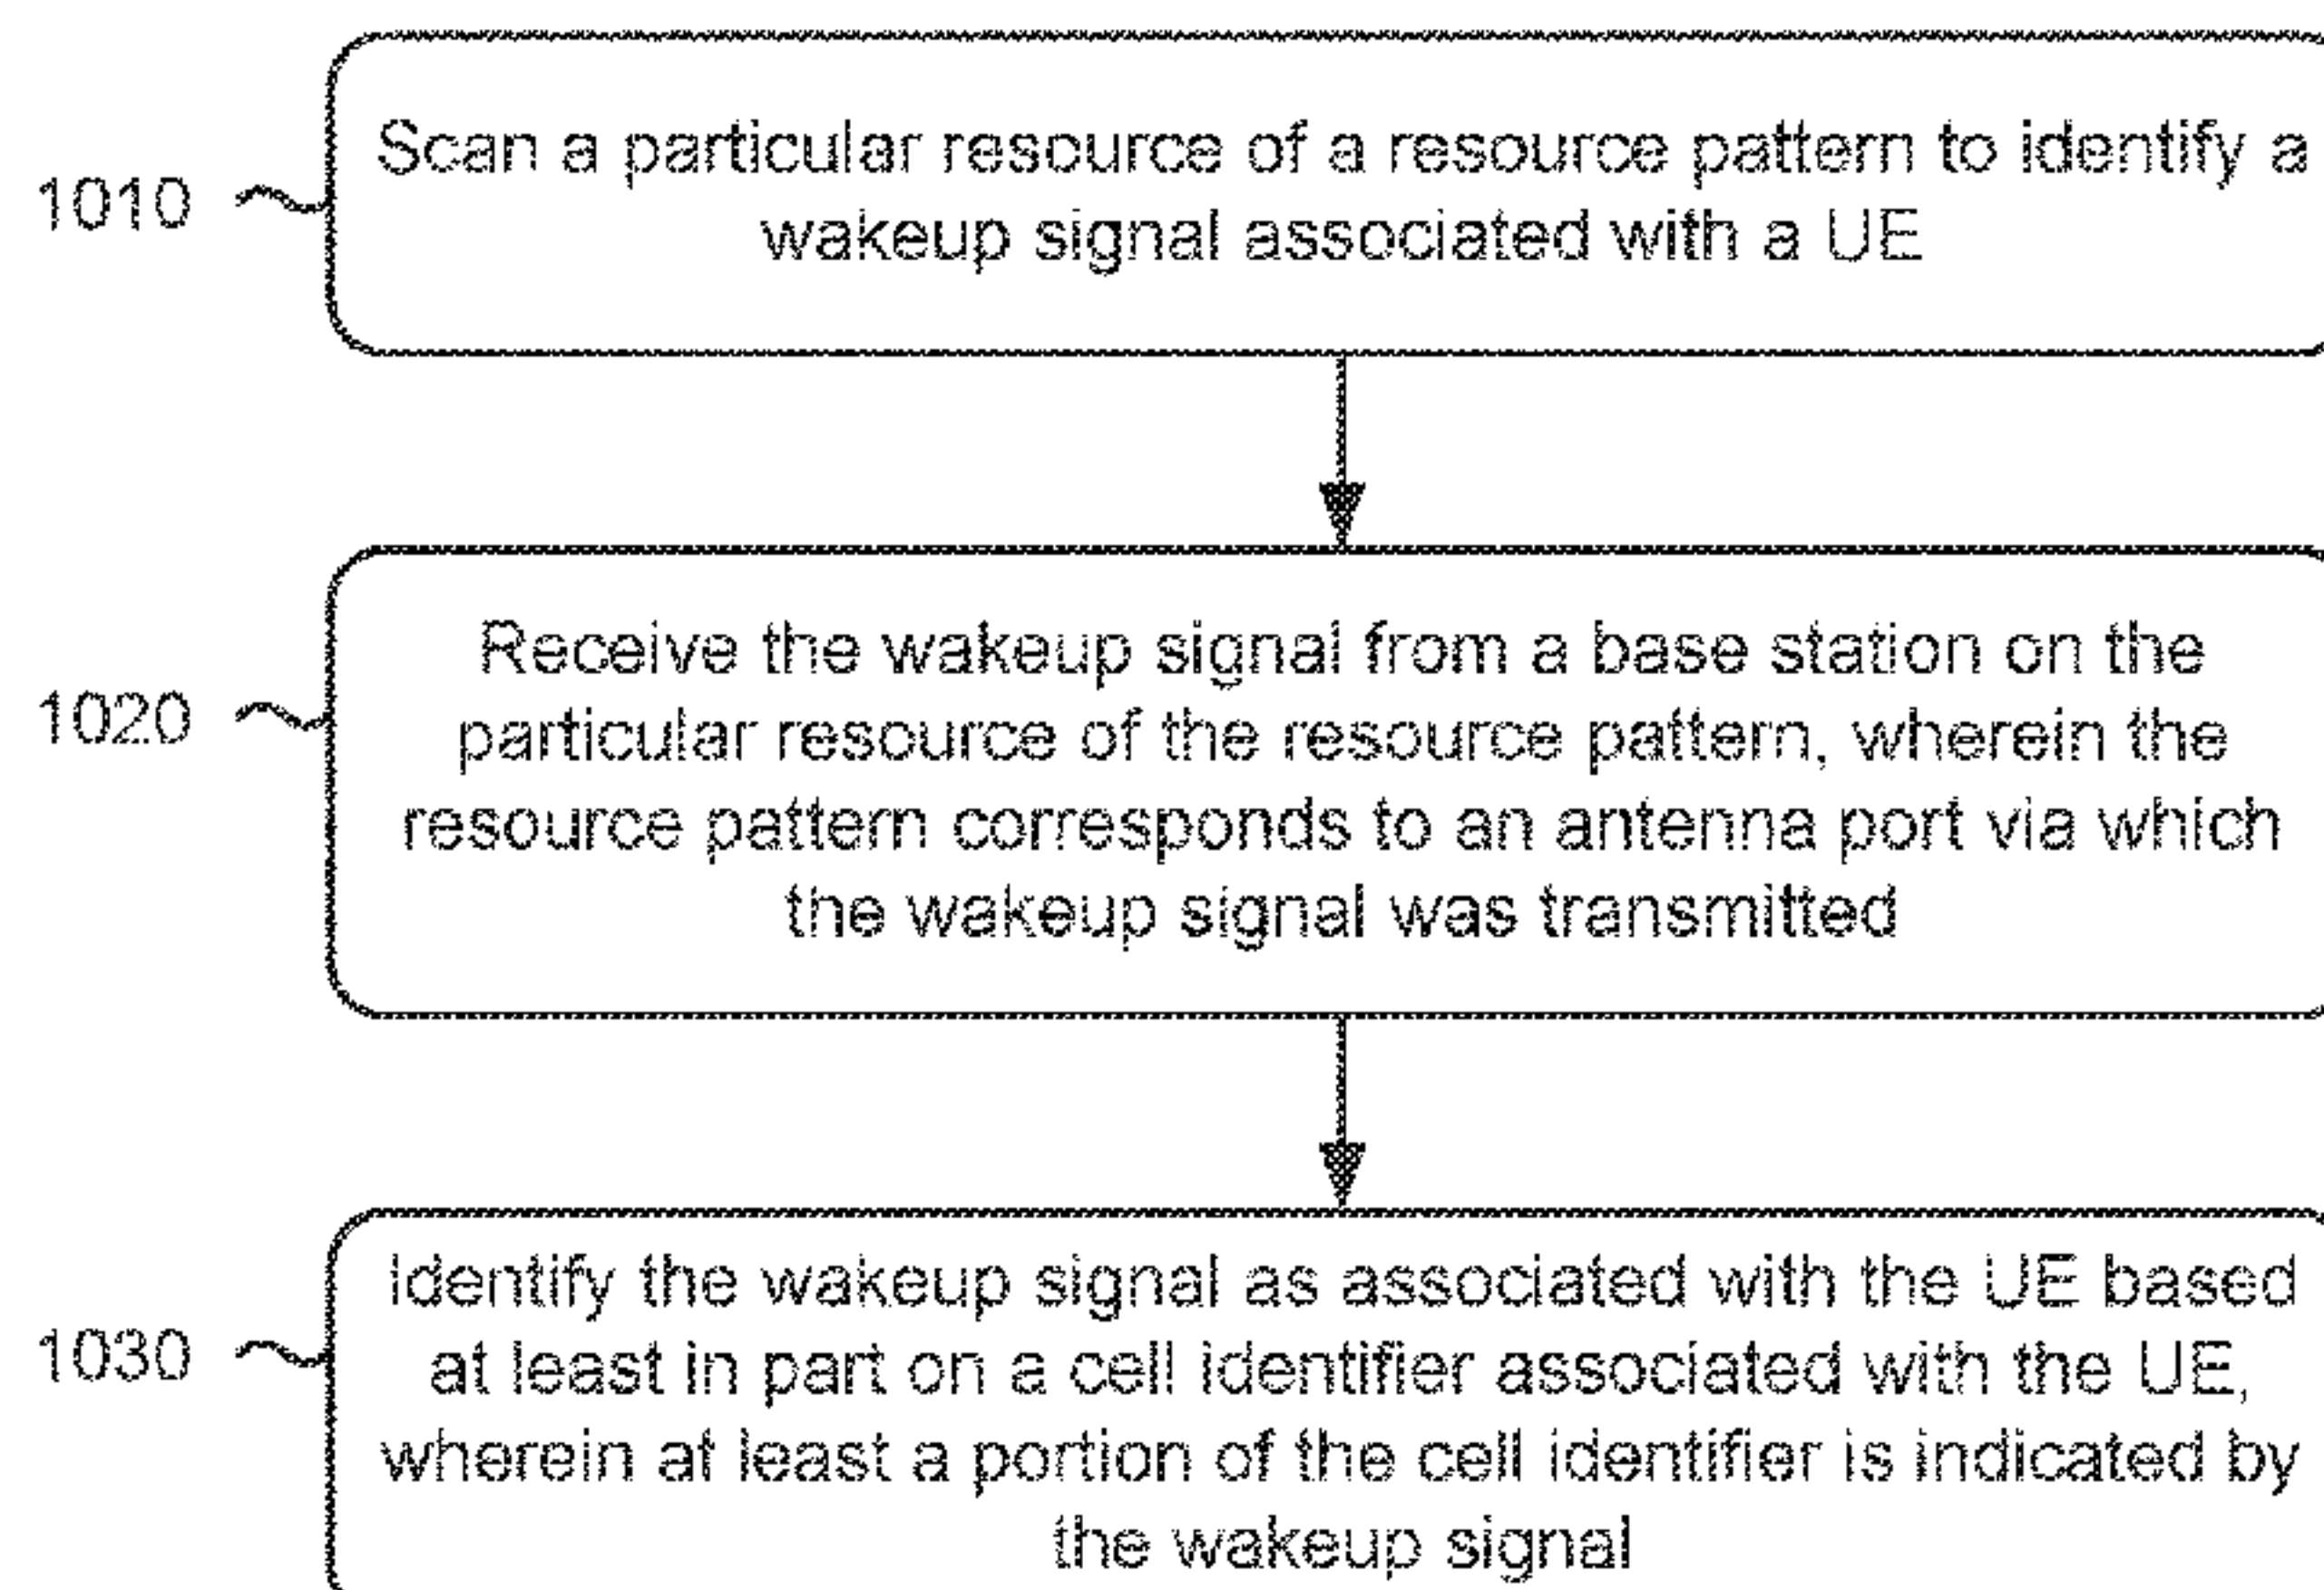 1010
Scan a particular resource of a resource pattern to identify a
wakeup signal associated with a UE
1020
Receive the wakeup signal from a base station on the
particular resource of the resource pattern, wherein the
resource pattern corresponds to an antenna port via which
the wakeup signal was transmitted
1030
Identify the wakeup signal as associated with the UE based
at least in part on a cell identifier associated with the UE,
wherein at least a portion of the cell identifier is indicated by
the wakeup signal